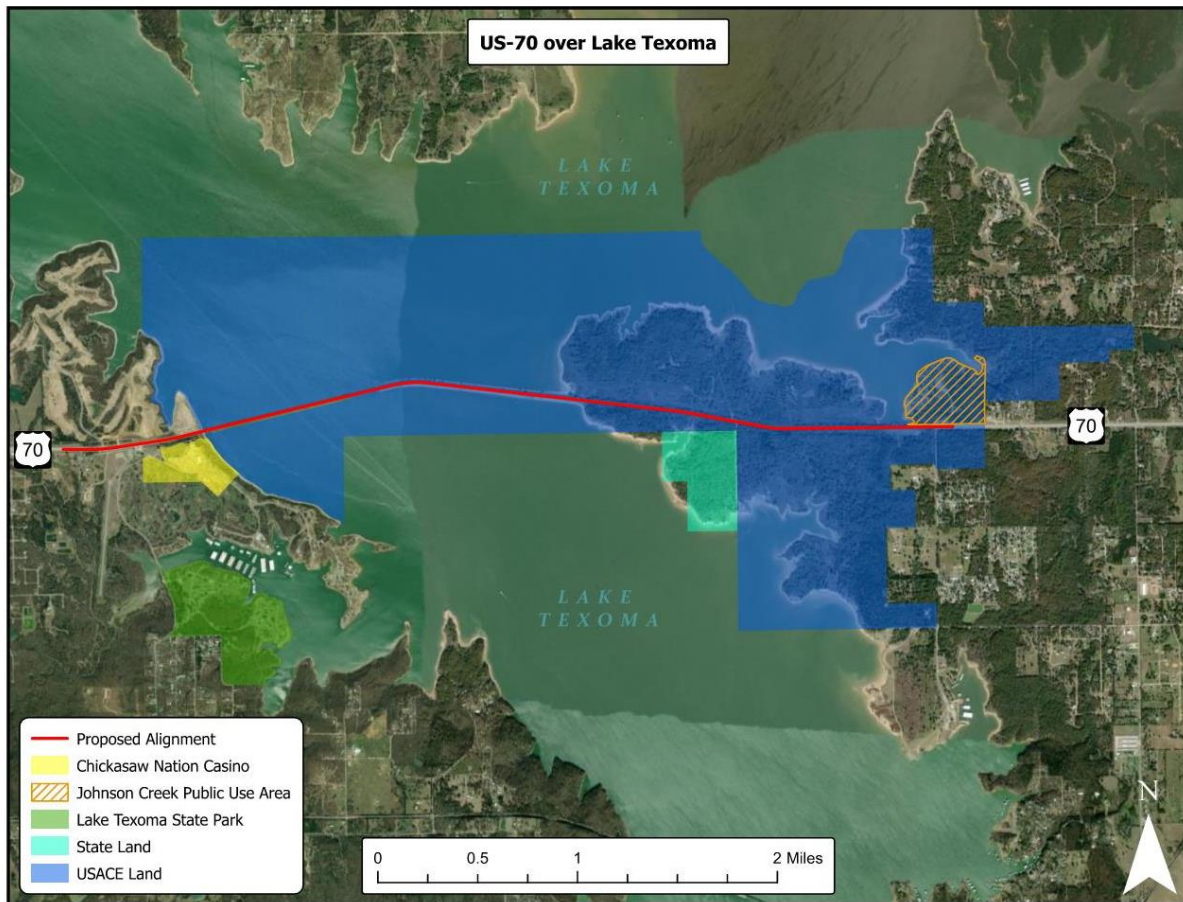 US-70 over Lake Texoma
LAKE
TEXOMA
70
70
LAKE
TEXOMA
Proposed Alignment
Chickasaw Nation Casino
Johnson Creek Public Use Area
Lake Texoma State Park
State Land
USACE Land
0 0.5 1 2 Miles
N